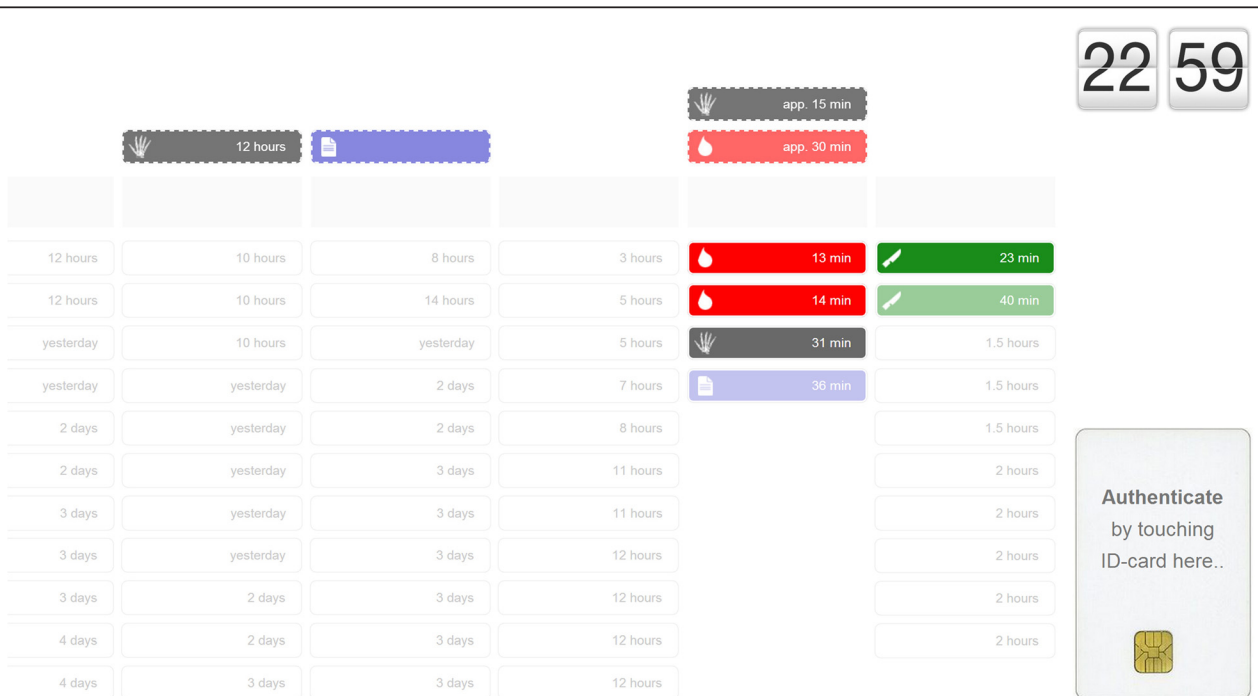 22 59
app. 15 min
12 hours app. 30 min
12 hours 10 hours 8 hours 3 hours 13 min 23 min
12 hours 10 hours 14 hours 5 hours 14 min 40 min
yesterday 10 hours yesterday 5 hours 31 min 1.5 hours
yesterday yesterday 2 days 7 hours 36 min 1.5 hours
2 days yesterday 2 days 8 hours 1.5 hours
2 days yesterday 3 days 11 hours 2 hours
3 days yesterday 3 days 11 hours 2 hours
3 days yesterday 3 days 12 hours 2 hours
3 days 2 days 3 days 12 hours 2 hours
4 days 2 days 3 days 12 hours 2 hours
4 days 3 days 3 days 12 hours
Authenticate
by touching
ID-card here..